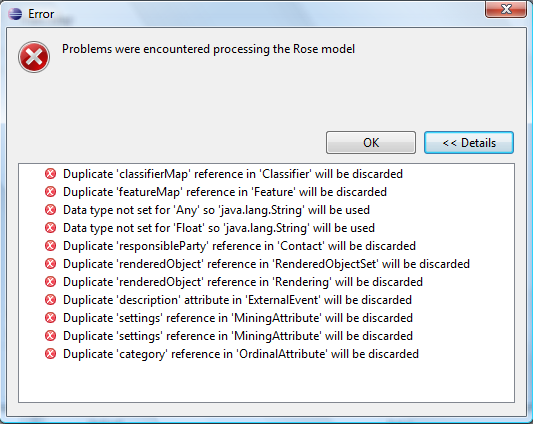 Error
Problems were encountered processing the Rose model
OK
<< Details
Duplicate 'classifierMap' reference in 'Classifier' will be discarded
Duplicate 'featureMap' reference in 'Feature' will be discarded
Data type not set for 'Any' so 'java.lang.String' will be used
Data type not set for 'Float' so 'java.lang.String' will be used
Duplicate 'responsibleParty' reference in 'Contact' will be discarded
Duplicate 'renderedObject' reference in 'RenderedObjectSet' will be discarded
Duplicate 'renderedObject' reference in 'Rendering' will be discarded
Duplicate 'description' attribute in 'ExternalEvent' will be discarded
Duplicate 'settings' reference in 'MiningAttribute' will be discarded
Duplicate 'settings' reference in 'MiningAttribute' will be discarded
Duplicate 'category' reference in 'OrdinalAttribute' will be discarded